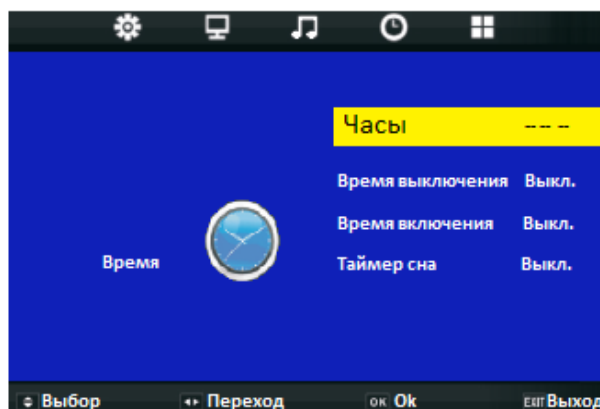 Часы -- -- --
Время выключения Выкл.
Время включения Выкл.
Время
Таймер сна Выкл.
Выбор Переход OK Ok EXIT Выход